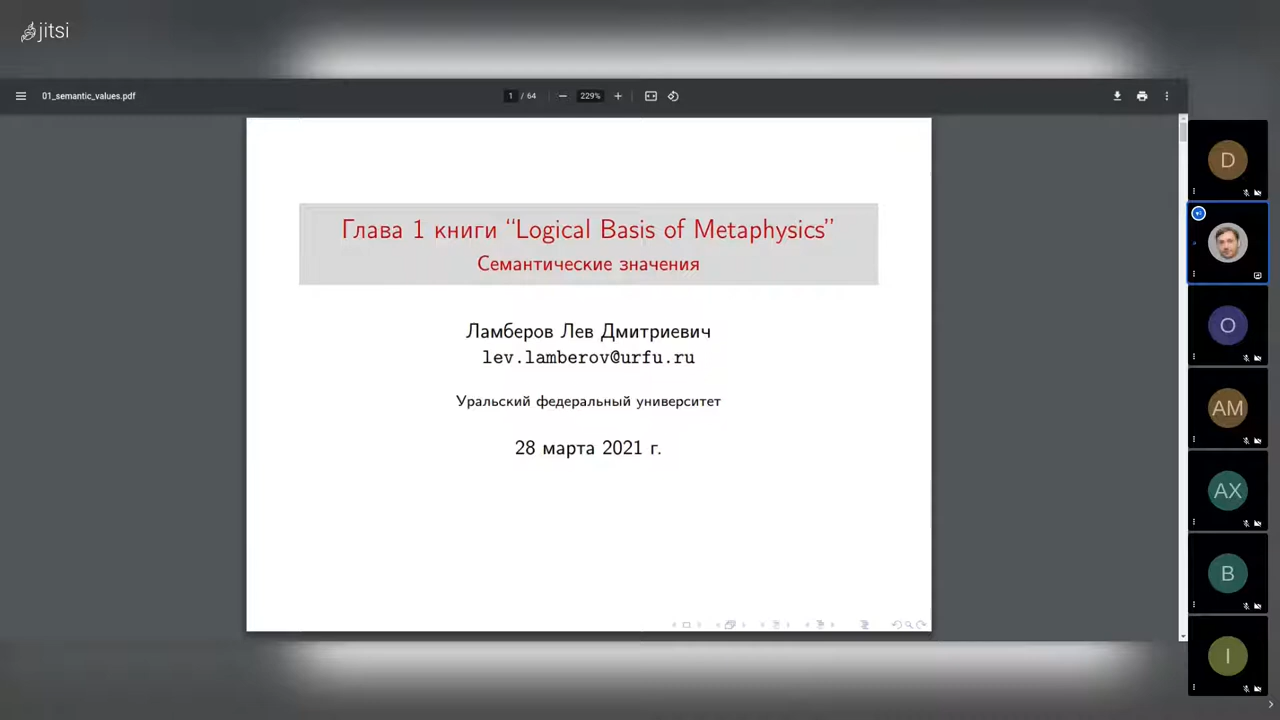 jitsi
01_semantic_values.pdf
1 / 64
229%
Глава 1 книги “Logical Basis of Metaphysics”
Семантические значения
Ламберов Лев Дмитриевич
lev.lamberov@urfu.ru
Уральский федеральный университет
28 марта 2021 г.
D
O
AM
AX
B
I